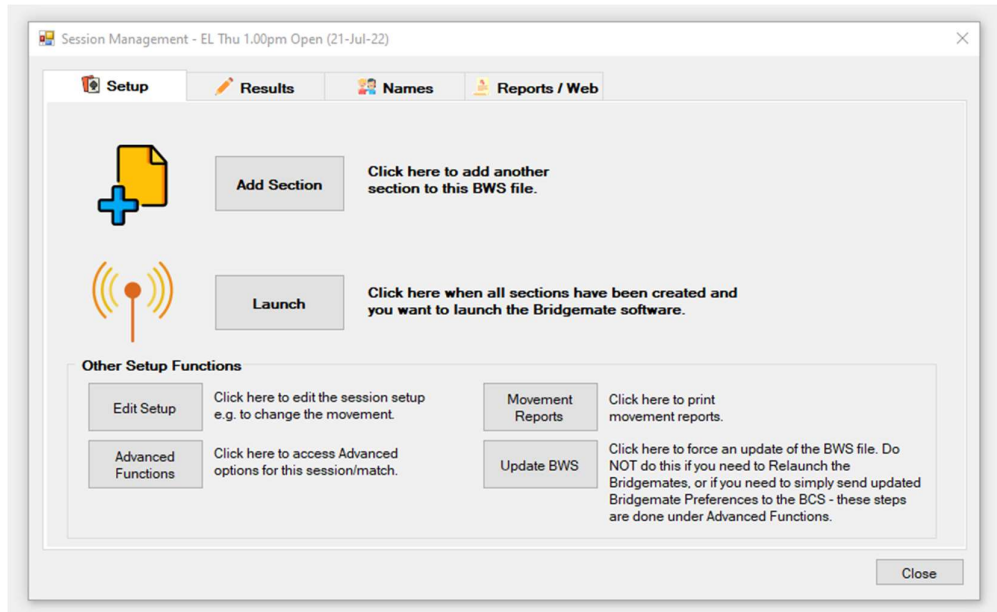 Session Management - EL Thu 1.00pm Open (21-Jul-22)
Setup
Results
Names
Reports / Web
Add Section
Click here to add another
section to this BWS file.
Launch
Click here when all sections have been created and
you want to launch the Bridgemate software.
Other Setup Functions
Edit Setup
Click here to edit the session setup
e.g. to change the movement.
Movement
Reports
Click here to print
movement reports.
Advanced
Functions
Click here to access Advanced
options for this session/match.
Update BWS
Click here to force an update of the BWS file. Do
NOT do this if you need to Relaunch the
Bridgemates, or if you need to simply send updated
Bridgemate Preferences to the BCS - these steps
are done under Advanced Functions.
Close